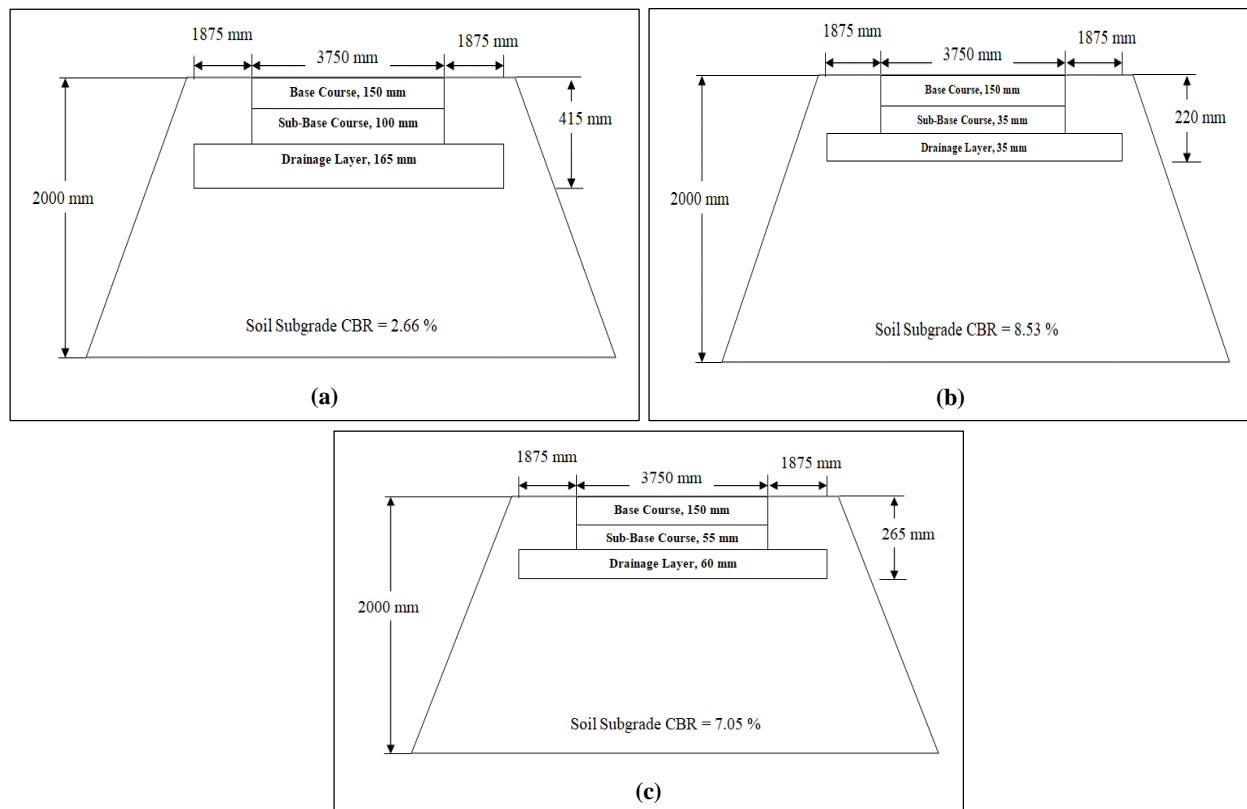 1875 mm
3750 mm
1875 mm
Base Course, 150 mm
Sub-Base Course, 100 mm
Drainage Layer, 165 mm
415 mm
2000 mm
Soil Subgrade CBR = 2.66 %
(a)
1875 mm
3750 mm
1875 mm
Base Course, 150 mm
Sub-Base Course, 35 mm
Drainage Layer, 35 mm
220 mm
2000 mm
Soil Subgrade CBR = 8.53 %
(b)
1875 mm
3750 mm
1875 mm
Base Course, 150 mm
Sub-Base Course, 55 mm
Drainage Layer, 60 mm
265 mm
2000 mm
Soil Subgrade CBR = 7.05 %
(c)